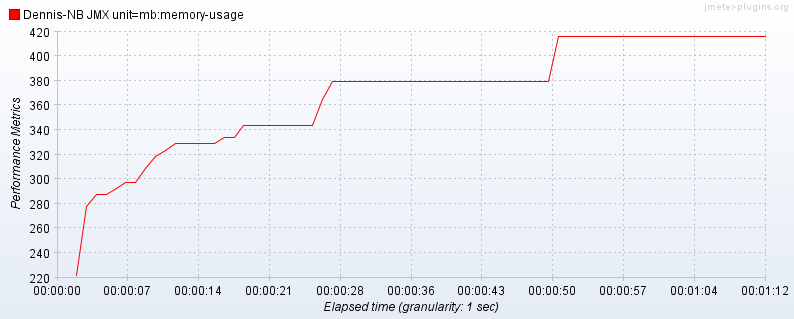 Dennis-NB JMX unit=mb:memory-usage
jmeter-plugins.org
420
400
380
360
340
320
300
280
260
240
220
Performance Metrics
00:00:00 00:00:07 00:00:14 00:00:21 00:00:28 00:00:36 00:00:43 00:00:50 00:00:57 00:01:04 00:01:12
Elapsed time (granularity: 1 sec)